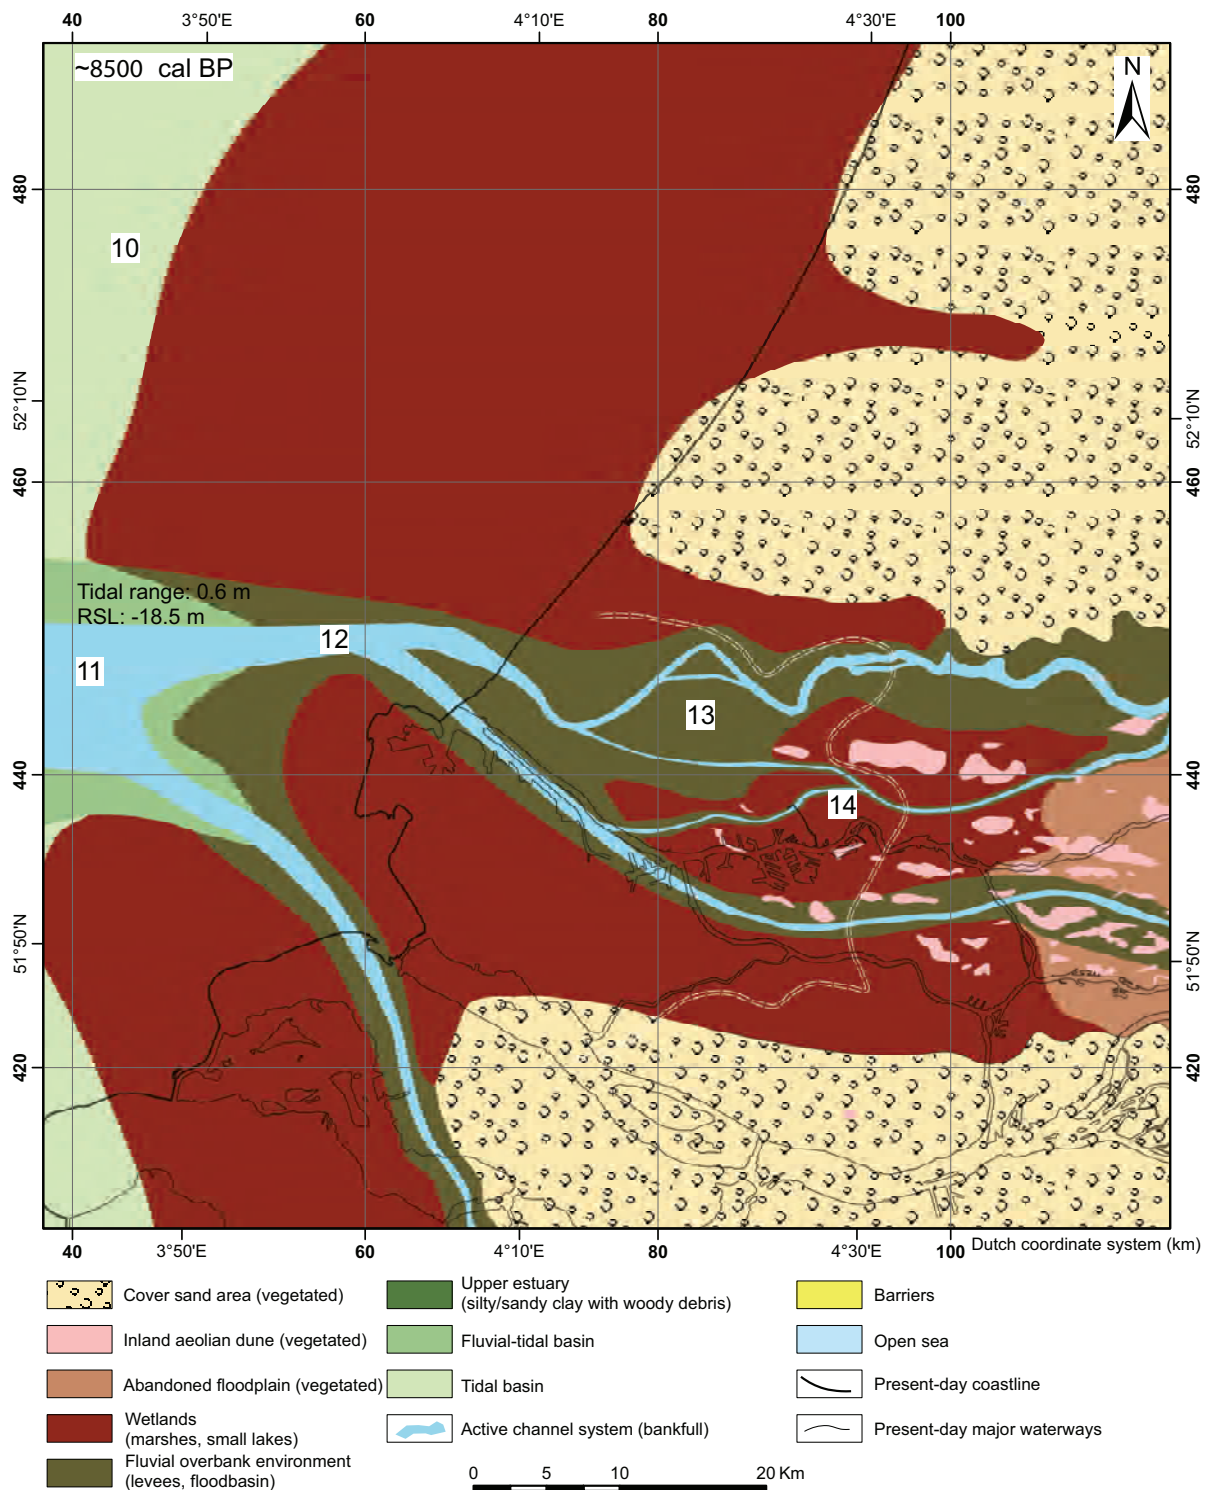 40 3°50'E 60 4°10'E 80 4°30'E 100
~8500 cal BP
N
480 480
10
52°10'N 52°10'N
460 460
Tidal range: 0.6 m
RSL: -18.5 m
12
11
13
440 440
14
51°50'N 51°50'N
420 420
40 3°50'E 60 4°10'E 80 4°30'E 100
Dutch coordinate system (km)
Cover sand area (vegetated)
Inland aeolian dune (vegetated)
Abandoned floodplain (vegetated)
Wetlands
(marshes, small lakes)
Fluvial overbank environment
(levees, floodbasin)
Upper estuary
(silty/sandy clay with woody debris)
Fluvial-tidal basin
Tidal basin
Active channel system (bankfull)
Barriers
Open sea
Present-day coastline
Present-day major waterways
0 5 10 20 Km